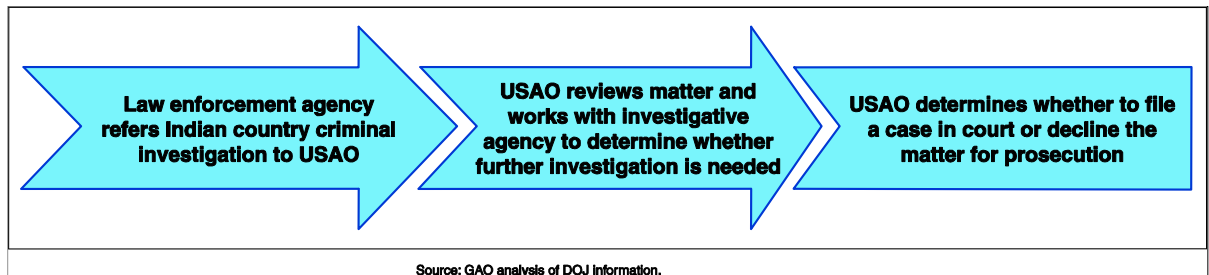 Law enforcement agency
refers Indian country criminal
investigation to USAO
USAO reviews matter and
works with investigative
agency to determine whether
further investigation is needed
USAO determines whether to file
a case in court or decline the
matter for prosecution
Source: GAO analysis of DOJ information.